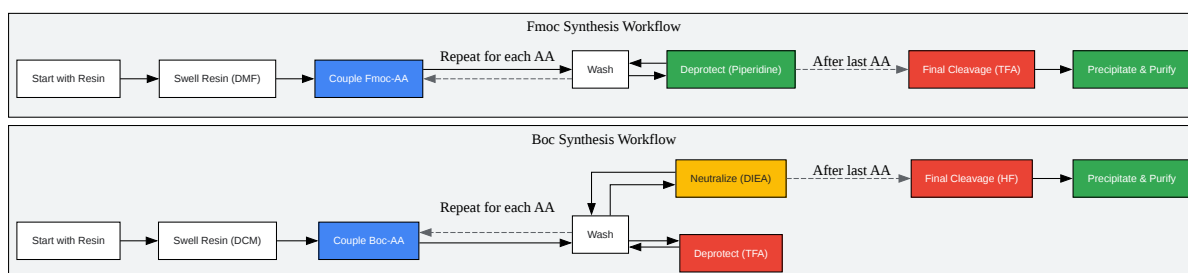 Fmoc Synthesis Workflow
Start with Resin
Swell Resin (DMF)
Couple Fmoc-AA
Repeat for each AA
Wash
Deprotect (Piperidine)
After last AA
Final Cleavage (TFA)
Precipitate & Purify
Boc Synthesis Workflow
Start with Resin
Swell Resin (DCM)
Couple Boc-AA
Repeat for each AA
Wash
Neutralize (DIEA)
After last AA
Final Cleavage (HF)
Precipitate & Purify
Deprotect (TFA)